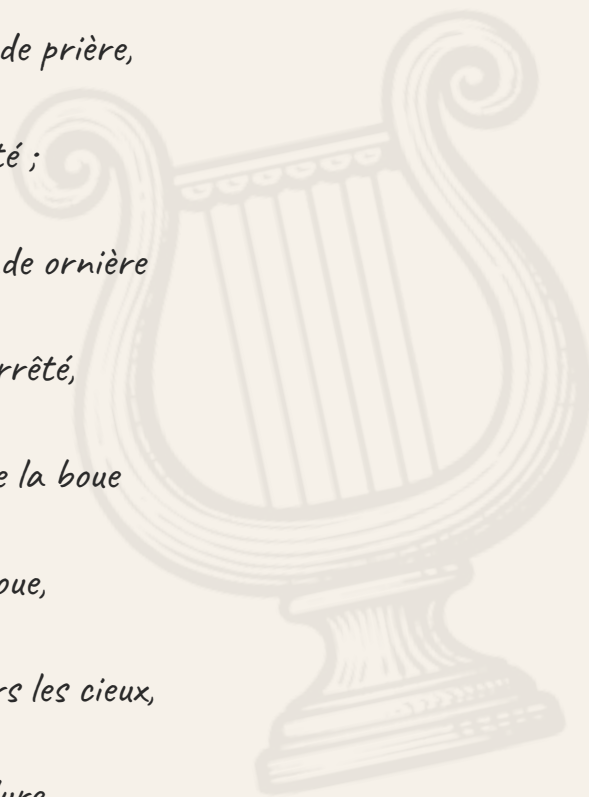 de prière,
té ;
de ornière
rrêté,
e la boue
oue,
rs les cieux,